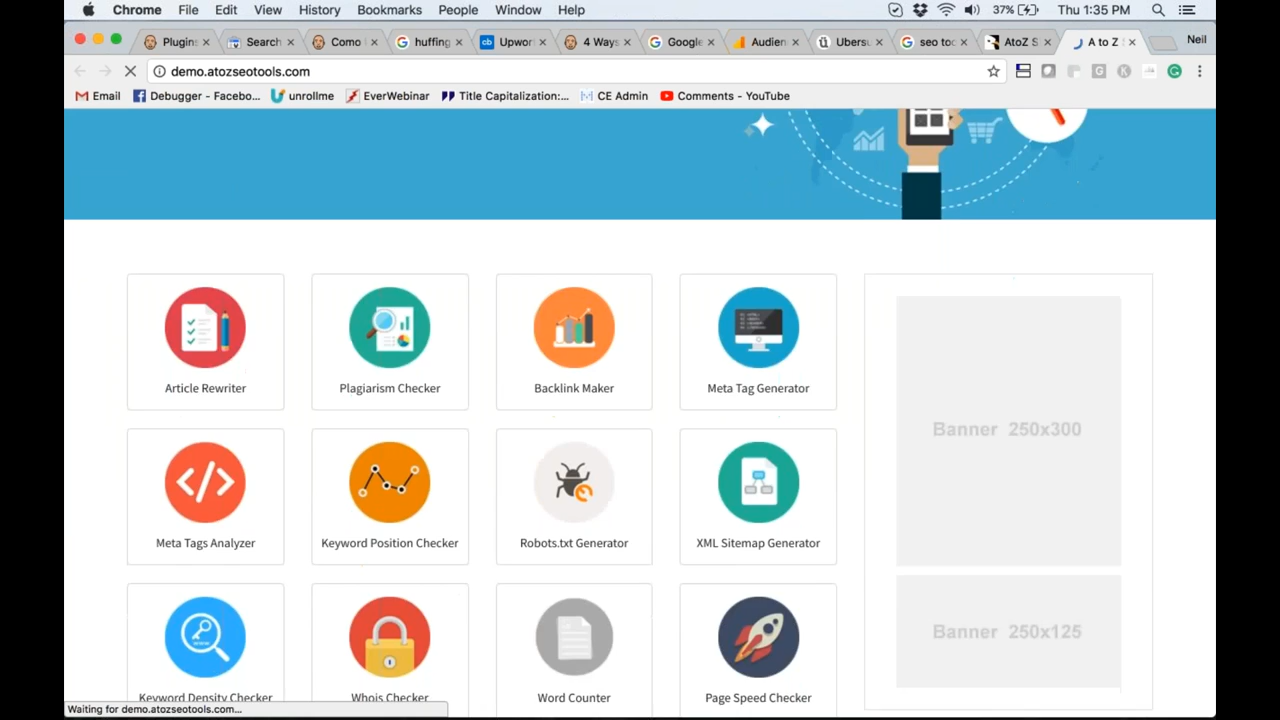 Chrome File Edit View History Bookmarks People Window Help 37% Thu 1:35 PM
Plugins Search Como huffing Upwor 4 Ways Google Audien Ubersu seo too AtoZ S A to Z Neil
demo.atozseotools.com
Email Debugger - Facebo... unrollme EverWebinar Title Capitalization:... CE Admin Comments - YouTube
Article Rewriter Plagiarism Checker Backlink Maker Meta Tag Generator
Banner 250x300
Meta Tags Analyzer Keyword Position Checker Robots.txt Generator XML Sitemap Generator
Banner 250x125
Keyword Density Checker Whois Checker Word Counter Page Speed Checker
Waiting for demo.atozseotools.com...